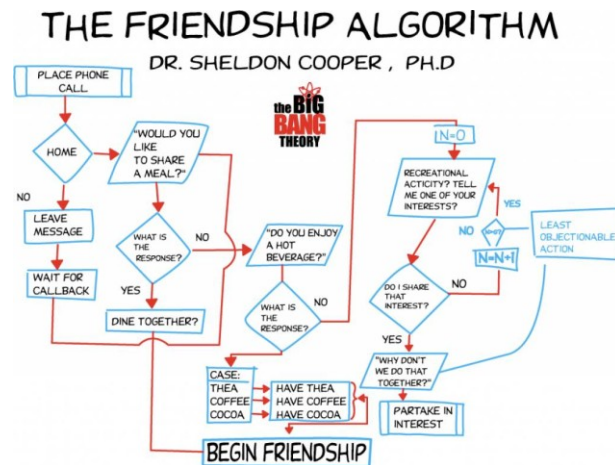 THE FRIENDSHIP ALGORITHM
DR. SHELDON COOPER, PH.D
the BIG
BANG
THEORY
PLACE PHONE
CALL
HOME
NO
LEAVE
MESSAGE
WAIT FOR
CALLBACK
"WOULD YOU
LIKE
TO SHARE
A MEAL?"
WHAT IS
THE
RESPONSE?
NO
YES
DINE TOGETHER?
"DO YOU ENJOY
A HOT
BEVERAGE?"
WHAT IS
THE
RESPONSE?
NO
CASE:
THEA
COFFEE
COCOA
HAVE THEA
HAVE COFFEE
HAVE COCOA
BEGIN FRIENDSHIP
N=0
RECREATIONAL
ACTICITY? TELL
ME ONE OF YOUR
INTERESTS?
YES
NO
N=N+1
LEAST
OBJECTIONABLE
ACTION
DO I SHARE
THAT
INTEREST?
NO
YES
"WHY DON'T
WE DO THAT
TOGETHER?"
PARTAKE IN
INTEREST